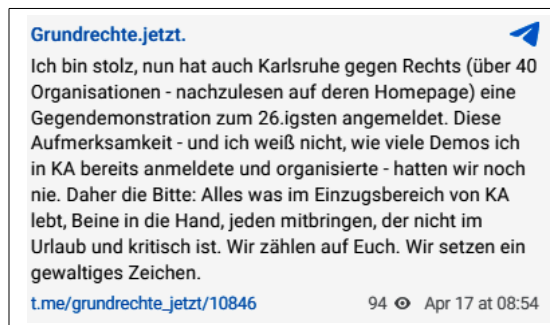 Grundrechte.jetzt.
Ich bin stolz, nun hat auch Karlsruhe gegen Rechts (über 40
Organisationen - nachzulesen auf deren Homepage) eine
Gegendemonstration zum 26.igsten angemeldet. Diese
Aufmerksamkeit - und ich weiß nicht, wie viele Demos ich
in KA bereits anmeldete und organisierte - hatten wir noch
nie. Daher die Bitte: Alles was im Einzugsbereich von KA
lebt, Beine in die Hand, jeden mitbringen, der nicht im
Urlaub und kritisch ist. Wir zählen auf Euch. Wir setzen ein
gewaltiges Zeichen.
t.me/grundrechte_jetzt/10846 94 Apr 17 at 08:54